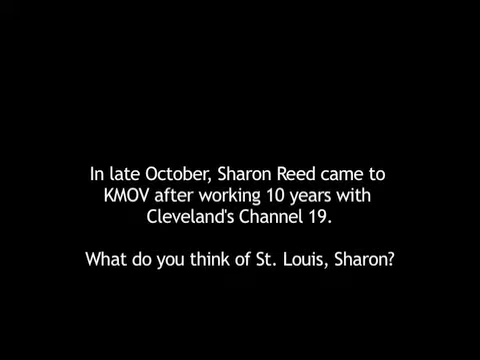 In late October, Sharon Reed came to
KMOV after working 10 years with
Cleveland's Channel 19.
What do you think of St. Louis, Sharon?